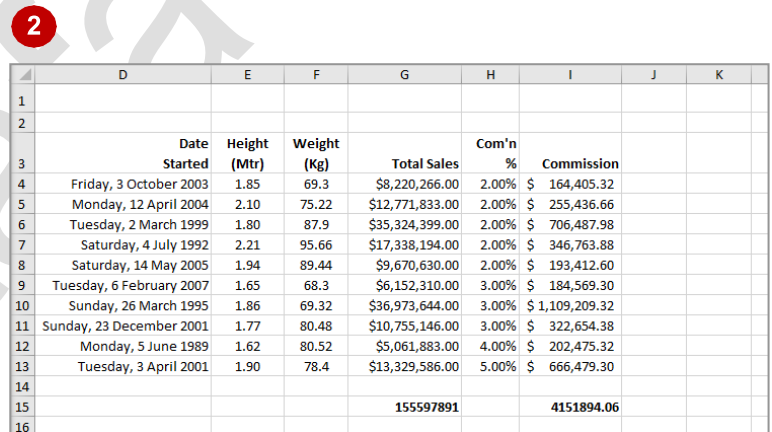 2
D E F G H I J K
1
2
Date Height Weight Com'n
3 Started (Mtr) (Kg) Total Sales % Commission
4 Friday, 3 October 2003 1.85 69.3 $8,220,266.00 2.00% $ 164,405.32
5 Monday, 12 April 2004 2.10 75.22 $12,771,833.00 2.00% $ 255,436.66
6 Tuesday, 2 March 1999 1.80 87.9 $35,324,399.00 2.00% $ 706,487.98
7 Saturday, 4 July 1992 2.21 95.66 $17,338,194.00 2.00% $ 346,763.88
8 Saturday, 14 May 2005 1.94 89.44 $9,670,630.00 2.00% $ 193,412.60
9 Tuesday, 6 February 2007 1.65 68.3 $6,152,310.00 3.00% $ 184,569.30
10 Sunday, 26 March 1995 1.86 69.32 $36,973,644.00 3.00% $ 1,109,209.32
11 Sunday, 23 December 2001 1.77 80.48 $10,755,146.00 3.00% $ 322,654.38
12 Monday, 5 June 1989 1.62 80.52 $5,061,883.00 4.00% $ 202,475.32
13 Tuesday, 3 April 2001 1.90 78.4 $13,329,586.00 5.00% $ 666,479.30
14
15 155597891 4151894.06
16